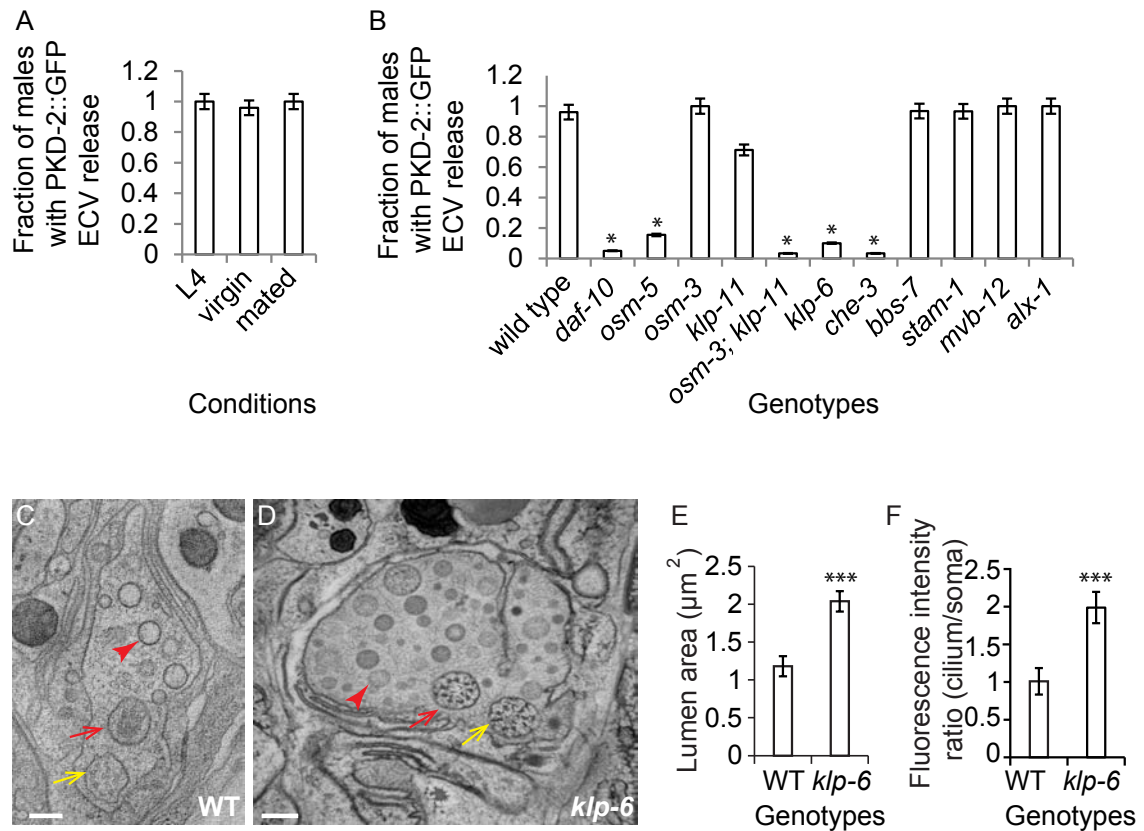 A
Fraction of males
with PKD-2::GFP
ECV release
1.2
1
0.8
0.6
0.4
0.2
0
L4
virgin
mated
Conditions
B
Fraction of males
with PKD-2::GFP
ECV release
1.2
1
0.8
0.6
0.4
0.2
0
* * * * *
wild type
daf-10
osm-5
osm-3
klp-11
osm-3; klp-11
klp-6
che-3
bbs-7
stam-1
mvb-12
alx-1
Genotypes
C
WT
D
klp-6
E
Lumen area (µm²)
2.5
2
1.5
1
0.5
0
***
WT klp-6
Genotypes
F
Fluorescence intensity
ratio (cilium/soma)
2.5
2
1.5
1
0.5
0
***
WT klp-6
Genotypes